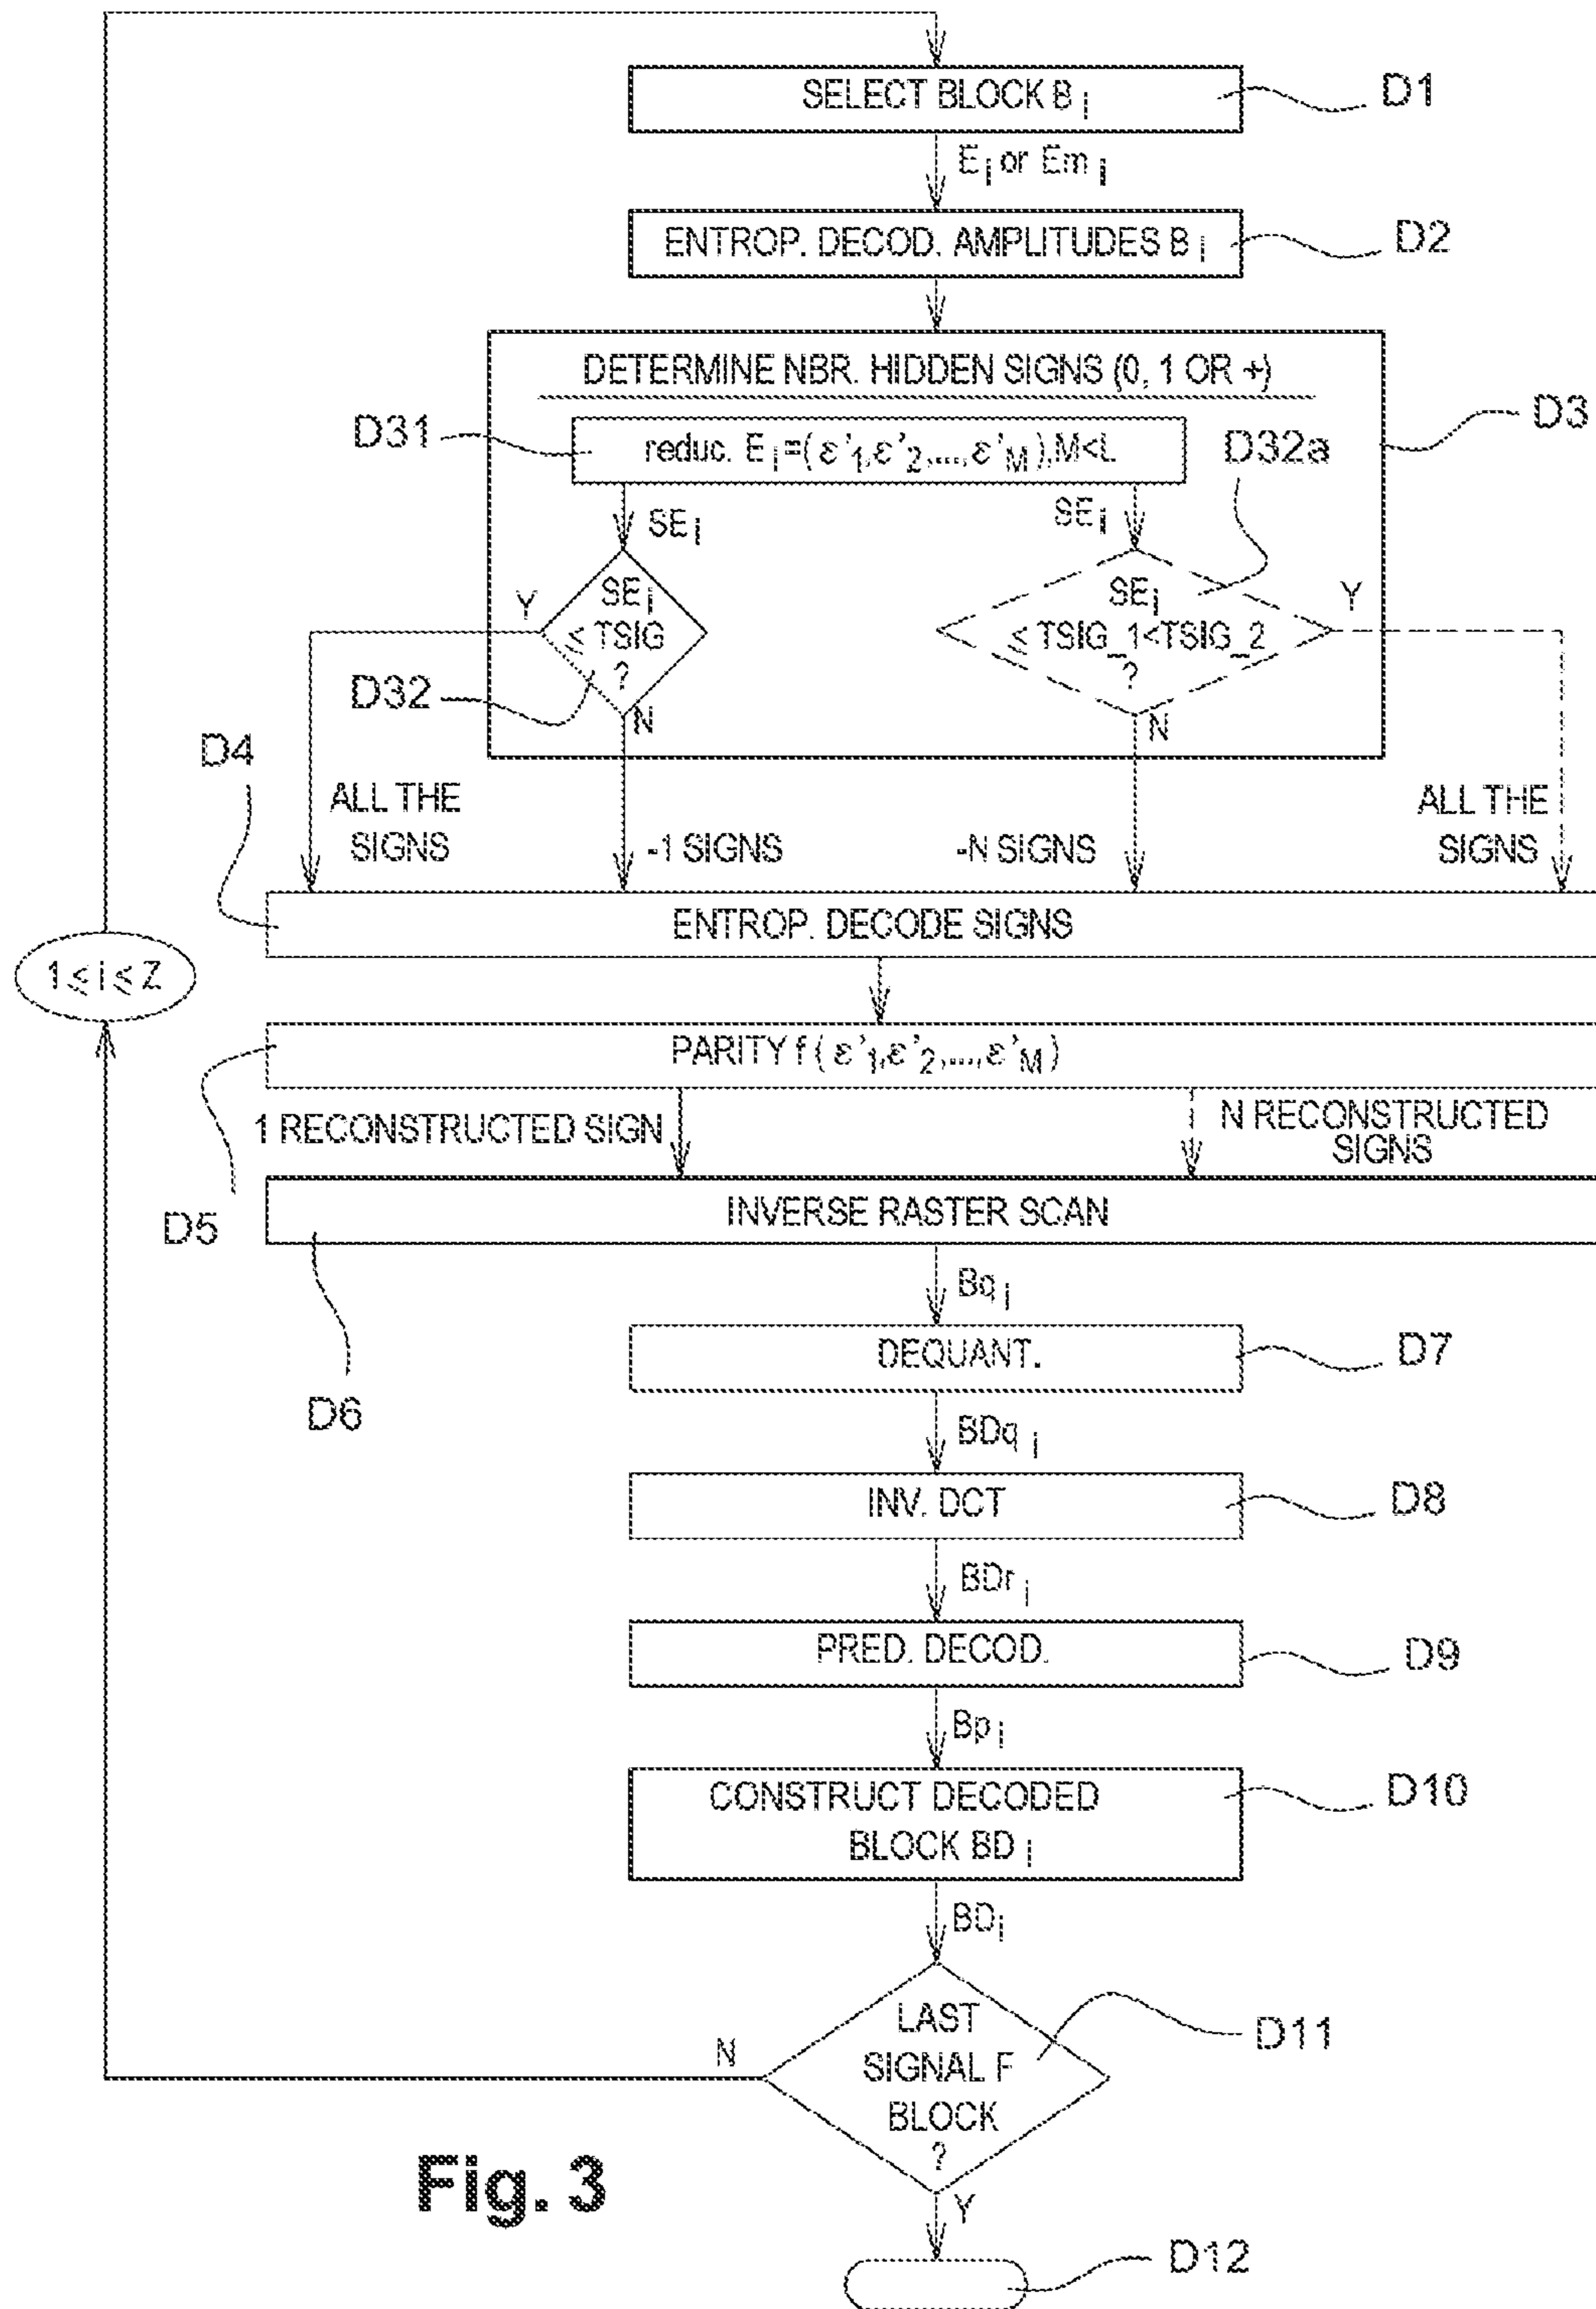 SELECT BLOCK B i
D1
E i or Em i
ENTROP. DECOD. AMPLITUDES B i
D2
DETERMINE NBR. HIDDEN SIGNS (0, 1 OR +)
D3
D31
reduc. E i =(ε'1,ε'2,...,ε'M),M<L
D32a
SE i
SE i
Y
SE i
≤ TSIG
?
SE i
≤ TSIG_1<TSIG_2
?
Y
D32
N
N
D4
ALL THE
SIGNS
-1 SIGNS
-N SIGNS
ALL THE
SIGNS
ENTROP. DECODE SIGNS
1 ≤ i ≤ Z
PARITY f ( ε'1,ε'2,...,ε'M )
1 RECONSTRUCTED SIGN
N RECONSTRUCTED
SIGNS
D5
INVERSE RASTER SCAN
D6
Bq i
DEQUANT.
D7
BDq i
INV. DCT
D8
BDr i
PRED. DECOD.
D9
Bp i
CONSTRUCT DECODED
BLOCK BD i
D10
BD i
LAST
SIGNAL F
BLOCK
?
D11
N
Y
D12
Fig. 3